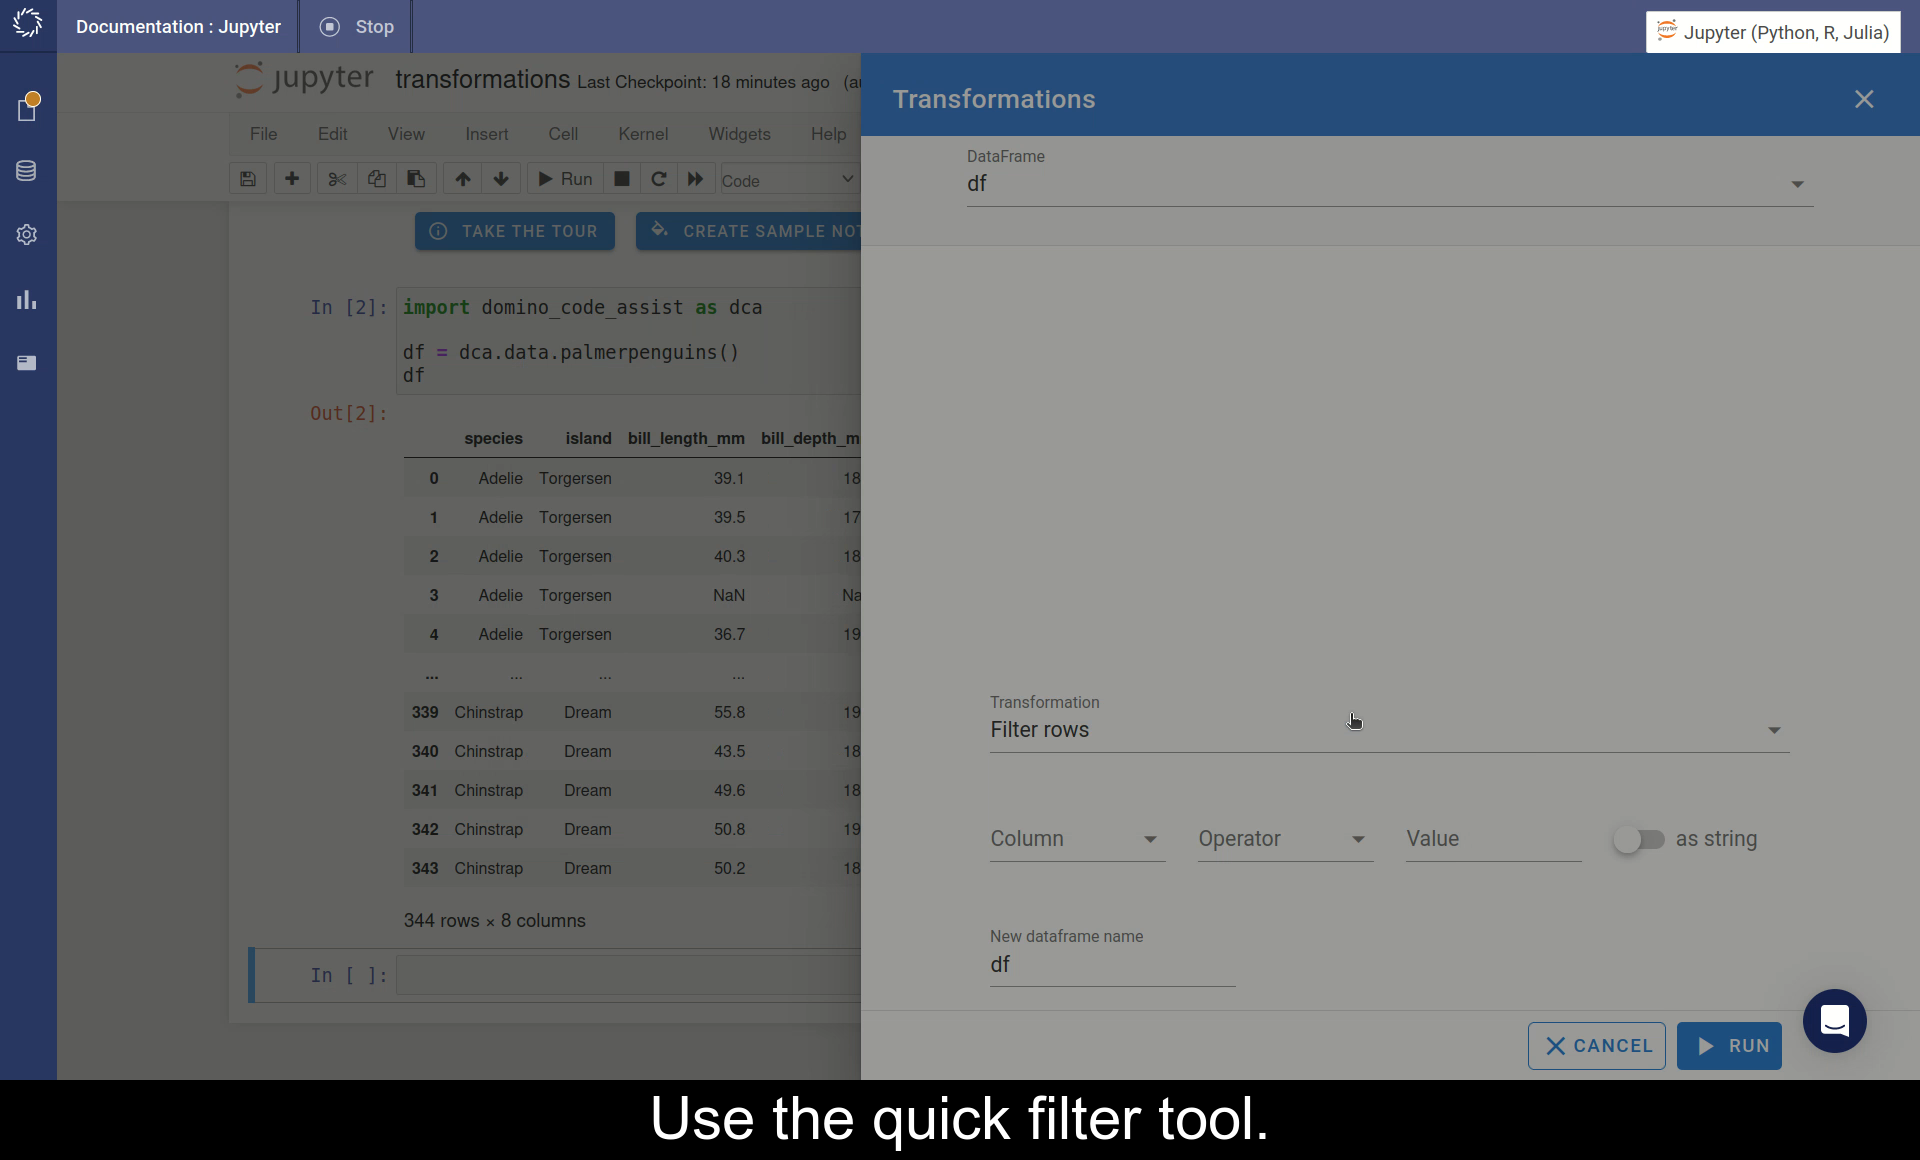 Documentation : Jupyter
Stop
Jupyter (Python, R, Julia)
jupyter transformations Last Checkpoint: 18 minutes ago (au
File Edit View Insert Cell Kernel Widgets Help
Run
Code
TAKE THE TOUR
CREATE SAMPLE NOT
In [2]: import domino_code_assist as dca
df = dca.data.palmerpenguins()
df
Out[2]:
species island bill_length_mm bill_depth_m
0 Adelie Torgersen 39.1 18
1 Adelie Torgersen 39.5 17
2 Adelie Torgersen 40.3 18
3 Adelie Torgersen NaN Na
4 Adelie Torgersen 36.7 19
... ... ... ...
339 Chinstrap Dream 55.8 19
340 Chinstrap Dream 43.5 18
341 Chinstrap Dream 49.6 18
342 Chinstrap Dream 50.8 19
343 Chinstrap Dream 50.2 18
344 rows × 8 columns
In [ ]:
Transformations
DataFrame
df
Transformation
Filter rows
Column Operator Value as string
New dataframe name
df
CANCEL RUN
Use the quick filter tool.